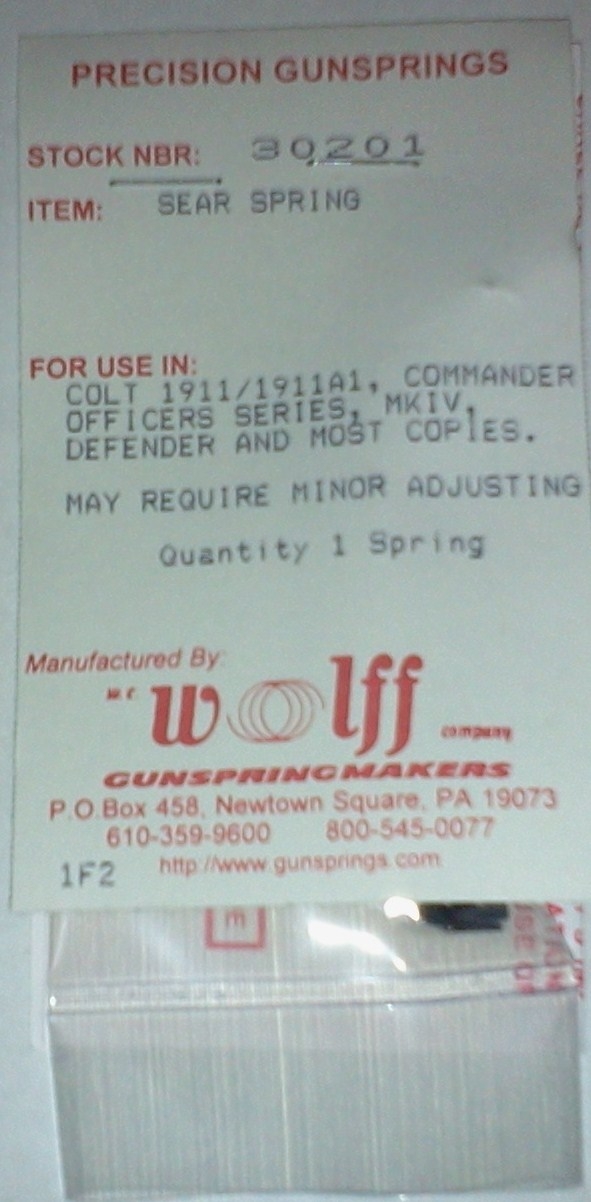 PRECISION GUNSPRINGS
STOCK NBR: 30201
ITEM: SEAR SPRING
FOR USE IN:
COLT 1911/1911A1, COMMANDER
OFFICERS SERIES, MKIV,
DEFENDER AND MOST COPIES.
MAY REQUIRE MINOR ADJUSTING
Quantity 1 Spring
Manufactured By:
W.C wolff company
GUNSPRINGMAKERS
P.O.Box 458, Newtown Square, PA 19073
610-359-9600 800-545-0077
1F2 http://www.gunsprings.com